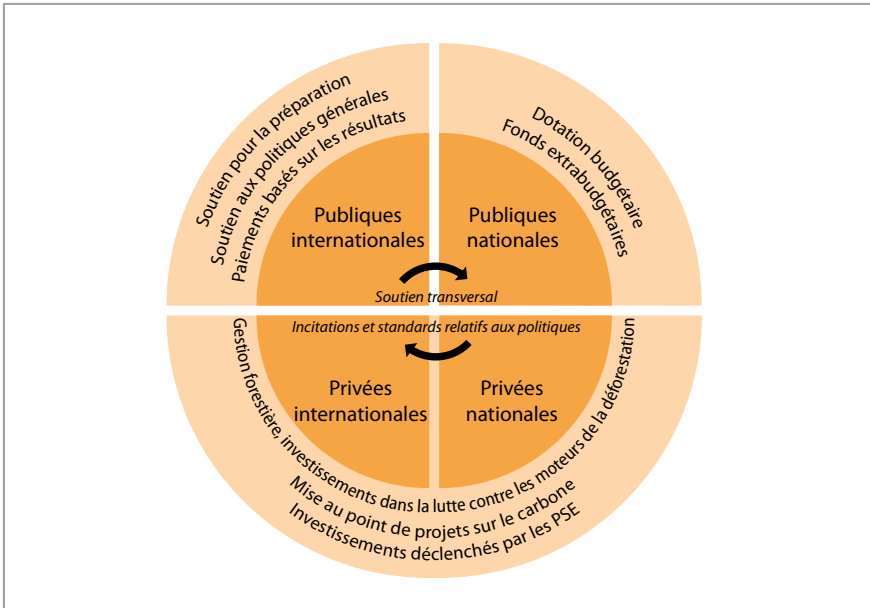 Soutien pour la préparation
Soutien aux politiques générales
Paiements basés sur les résultats
Dotation budgétaire
Fonds extrabudgétaires
Publiques
internationales
Publiques
nationales
Soutien transversal
Incitations et standards relatifs aux politiques
Privées
internationales
Privées
nationales
Gestion forestière, investissements dans la lutte contre les moteurs de la déforestation
Mise au point de projets sur le carbone
Investissements déclenchés par les PSE